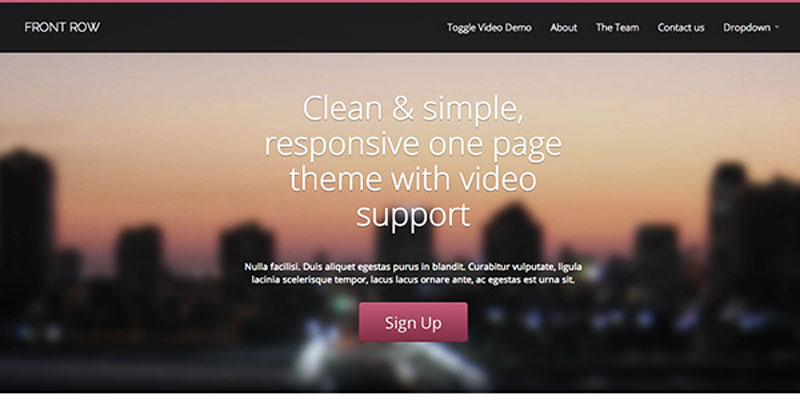 FRONT ROW
Toggle Video Demo About The Team Contact us Dropdown
Clean & simple,
responsive one page
theme with video
support
Nulla facilisi. Duis aliquet egestas purus in blandit. Curabitur vulputate, ligula
lacinia scelerisque tempor, lacus lacus ornare ante, ac egestas est urna sit.
Sign Up